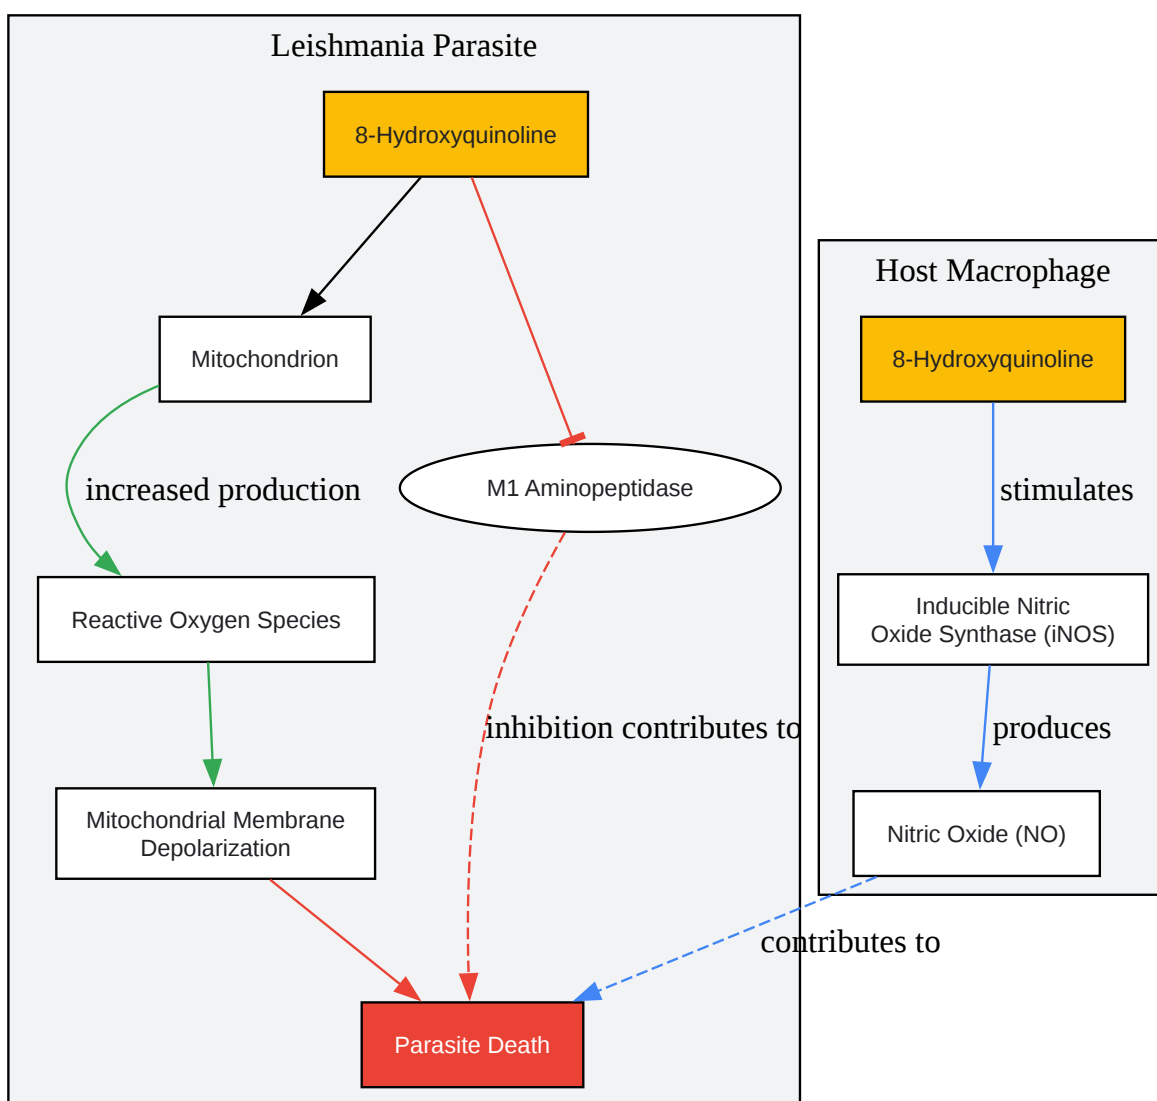 Leishmania Parasite
8-Hydroxyquinoline
Mitochondrion
increased production
M1 Aminopeptidase
Reactive Oxygen Species
inhibition contributes to
Mitochondrial Membrane
Depolarization
Parasite Death
Host Macrophage
8-Hydroxyquinoline
stimulates
Inducible Nitric
Oxide Synthase (iNOS)
produces
Nitric Oxide (NO)
contributes to